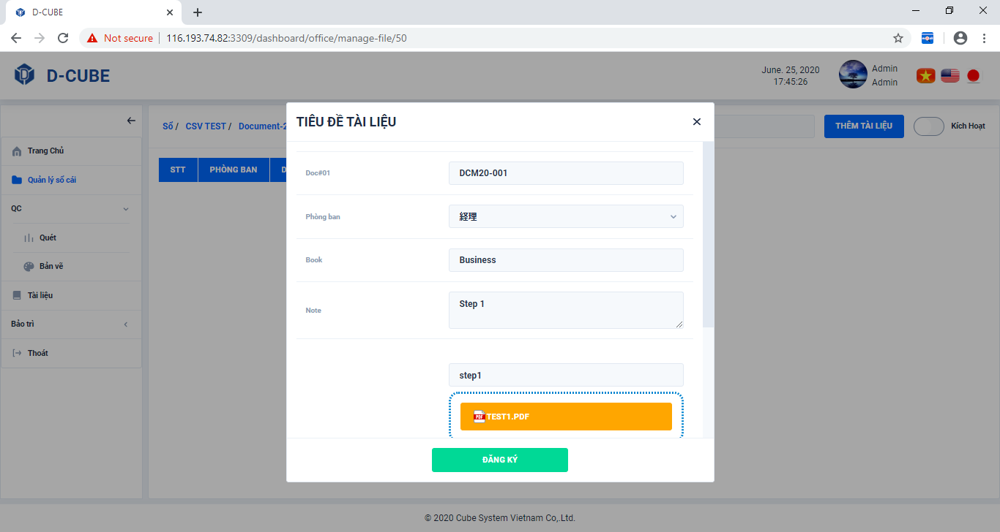 D-CUBE
Not secure
116.193.74.82:3309/dashboard/office/manage-file/50
D-CUBE
June. 25, 2020
17:45:26
Admin
Admin
Trang Chủ
Quản lý sổ cái
QC
Quét
Bản vẽ
Tài liệu
Bảo trì
Thoát
Sổ / CSV TEST / Document-2
THÊM TÀI LIỆU
Kích Hoạt
STT PHÒNG BAN D
TIÊU ĐỀ TÀI LIỆU
Doc#01 DCM20-001
Phòng ban 経理
Book Business
Note Step 1
step1
PDF TEST1.PDF
ĐĂNG KÝ
© 2020 Cube System Vietnam Co,.Ltd.